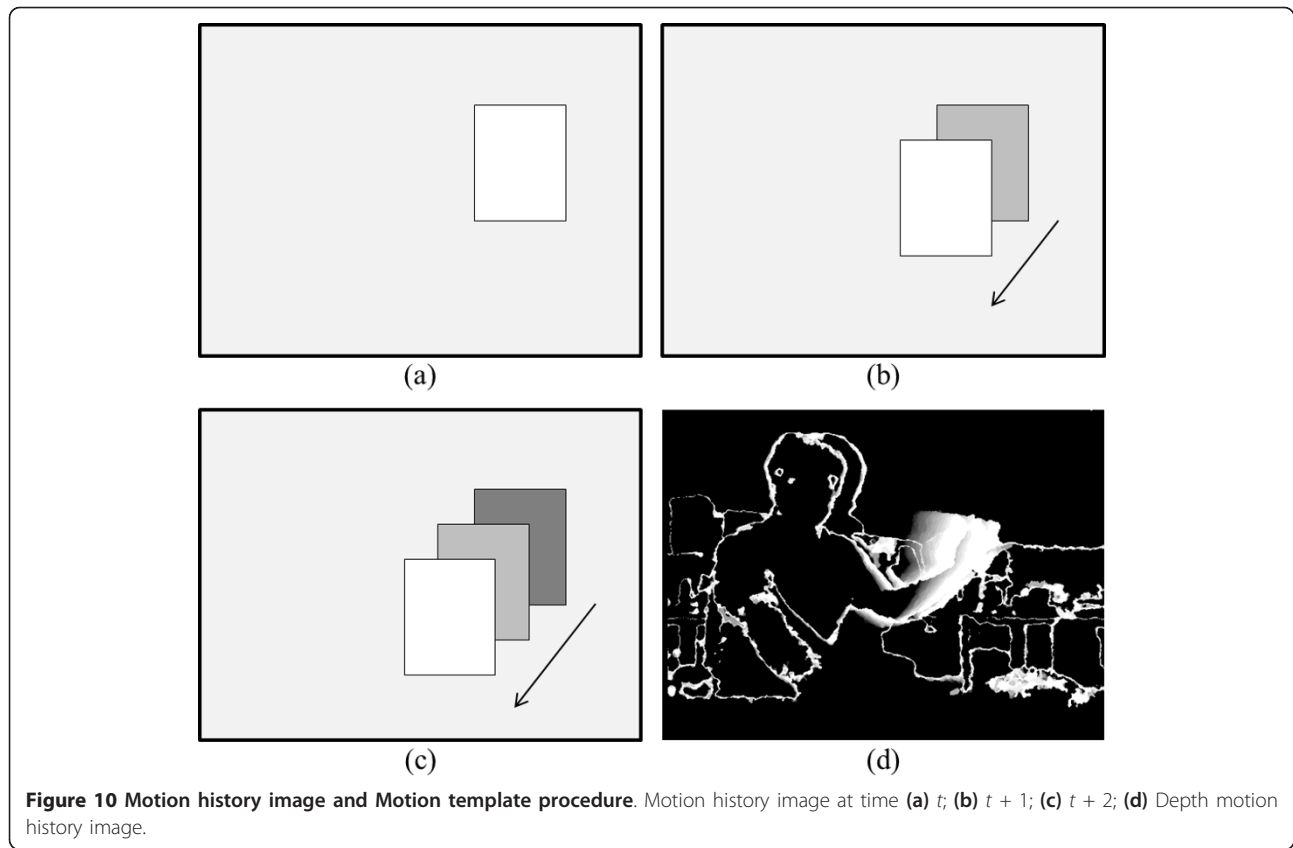 (a)
(b)
(c)
(d)
Figure 10 Motion history image and Motion template procedure. Motion history image at time (a) t; (b) t + 1; (c) t + 2; (d) Depth motion
history image.